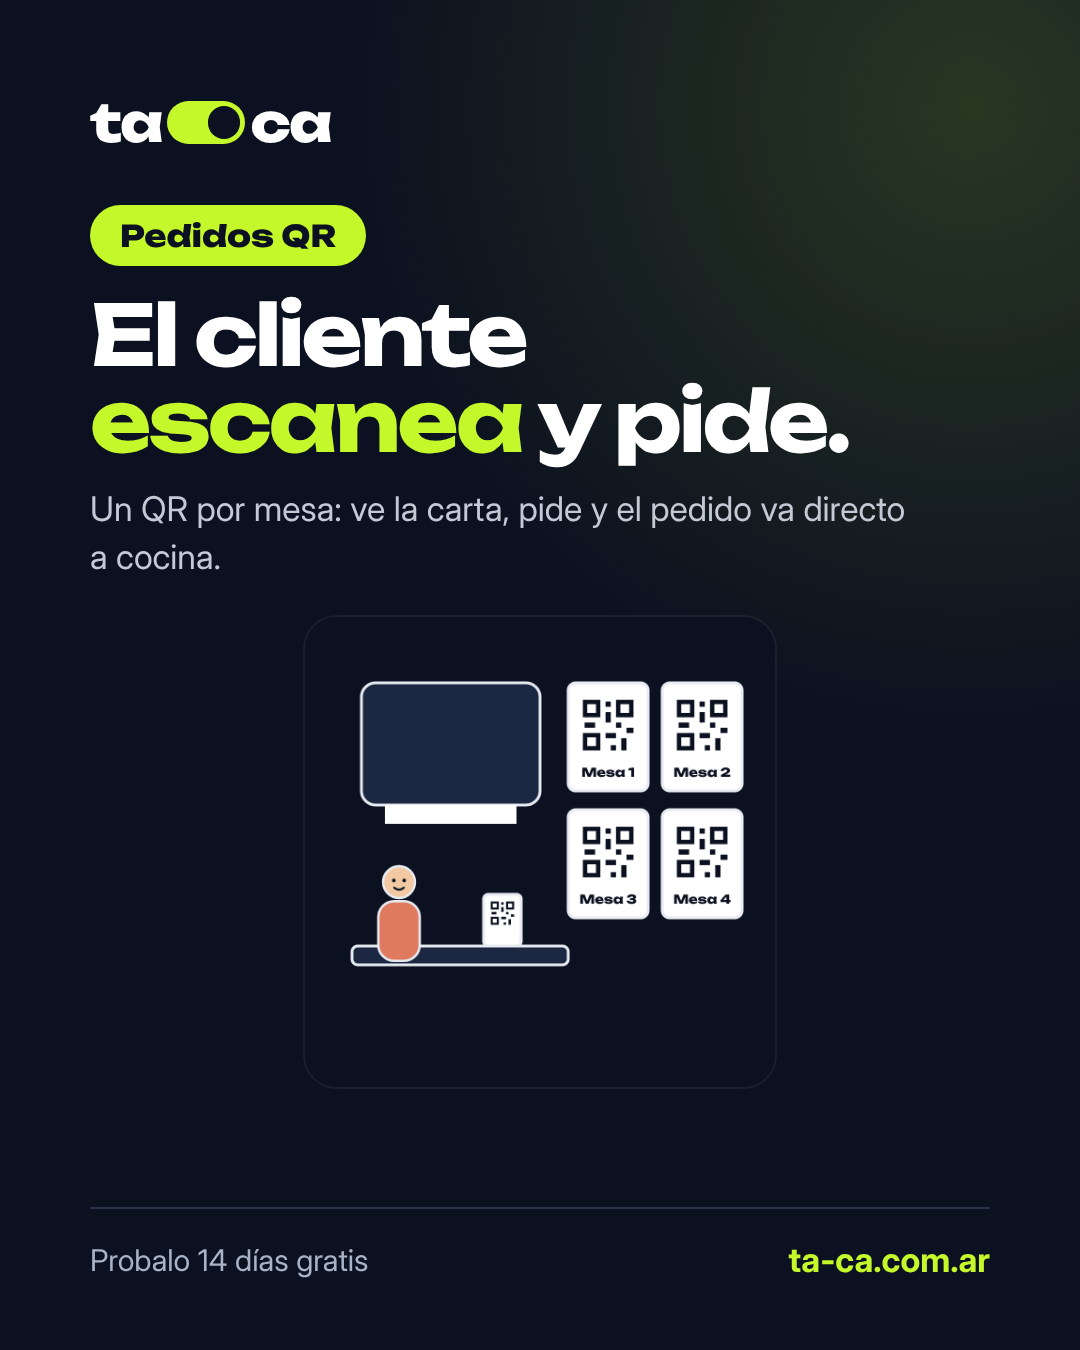 ta ca
Pedidos QR
El cliente
escanea y pide.
Un QR por mesa: ve la carta, pide y el pedido va directo
a cocina.
Mesa 1 Mesa 2
Mesa 3 Mesa 4
Probalo 14 días gratis ta-ca.com.ar